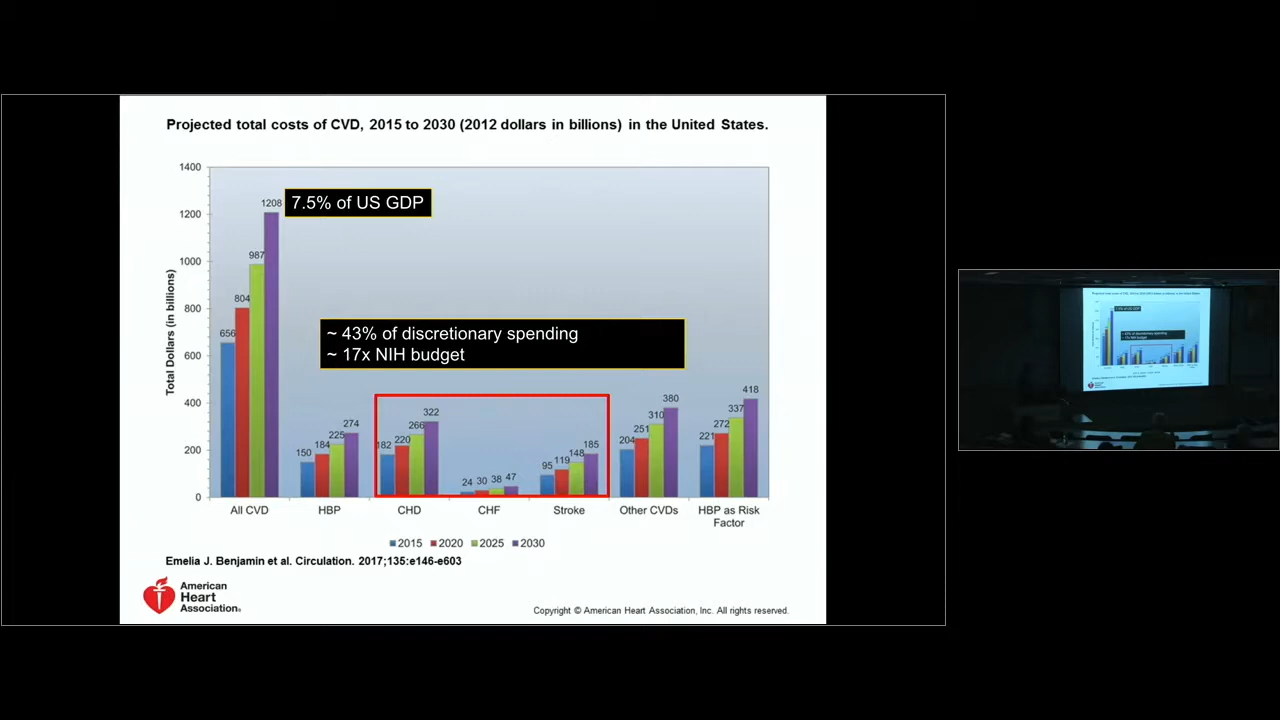 Projected total costs of CVD, 2015 to 2030 (2012 dollars in billions) in the United States.
1400
1200
1000
800
600
400
200
0
Total Dollars (in billions)
7.5% of US GDP
~ 43% of discretionary spending
~ 17x NIH budget
656
804
987
1208
150
184
225
274
182
220
266
322
24
30
38
47
95
119
148
185
204
251
310
380
221
272
337
418
All CVD
HBP
CHD
CHF
Stroke
Other CVDs
HBP as Risk
Factor
2015
2020
2025
2030
Emelia J. Benjamin et al. Circulation. 2017;135:e146-e603
American
Heart
Association®
Copyright © American Heart Association, Inc. All rights reserved.